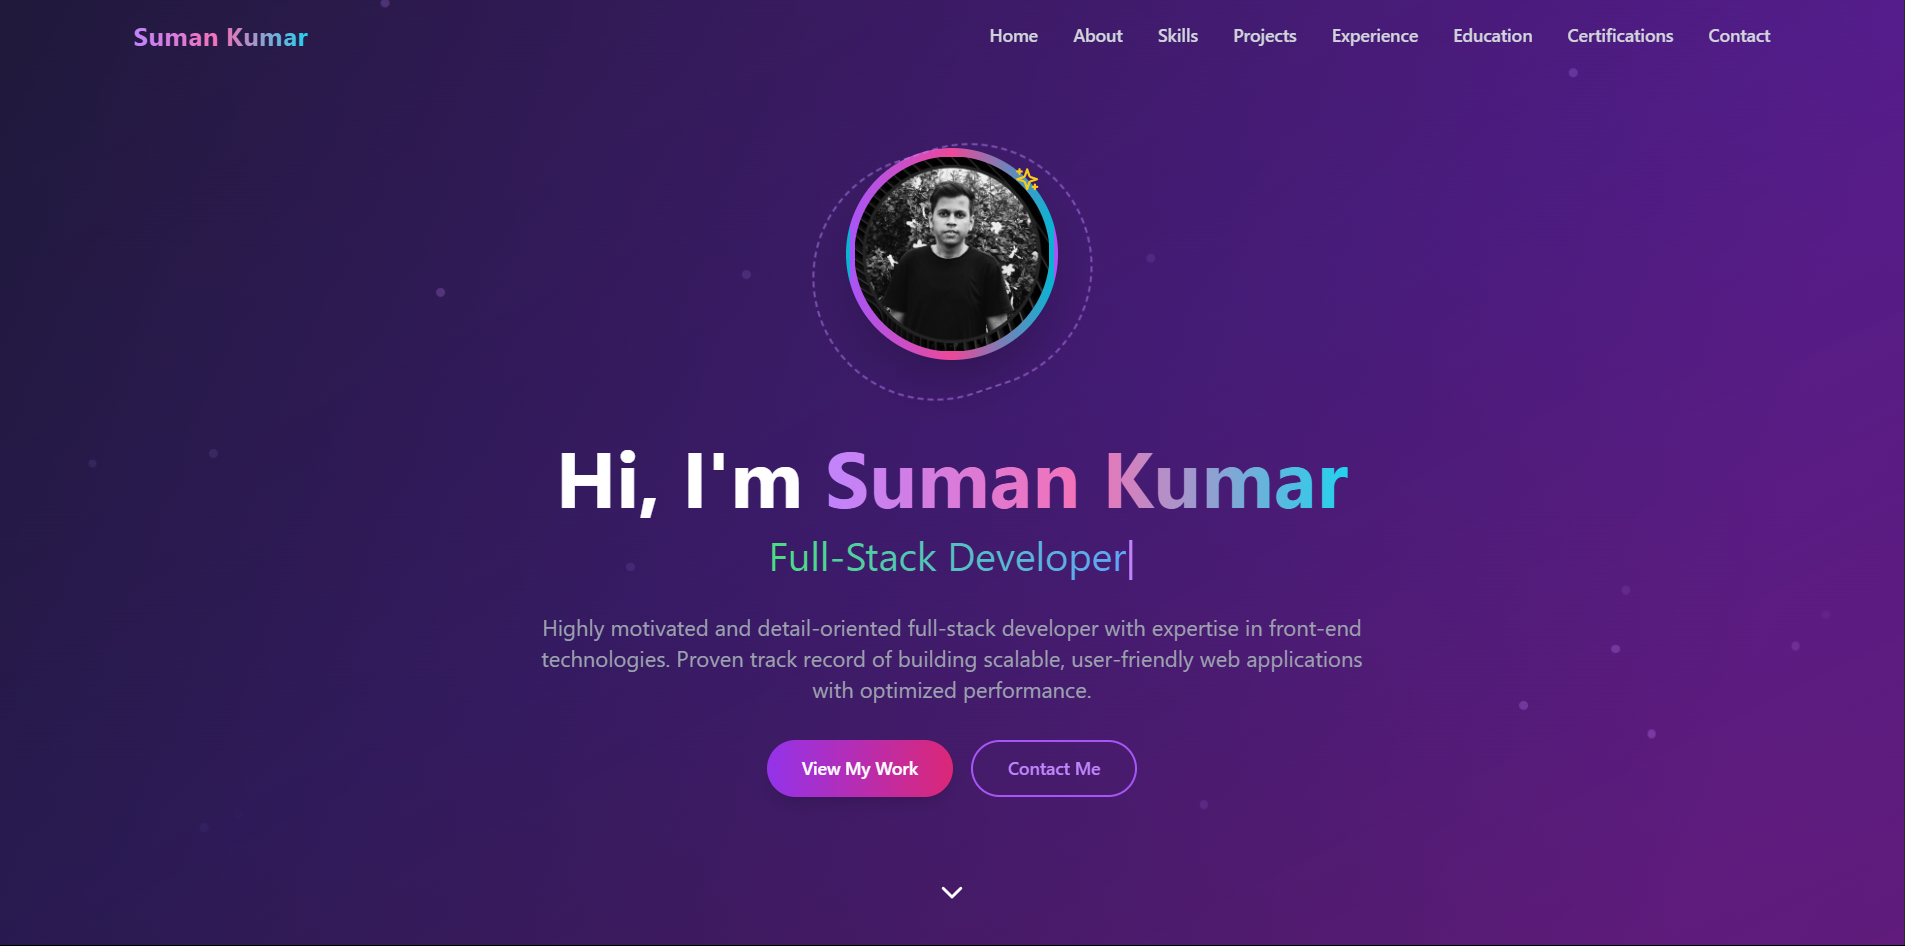 Suman Kumar
Home About Skills Projects Experience Education Certifications Contact
Hi, I'm Suman Kumar
Full-Stack Developer
Highly motivated and detail-oriented full-stack developer with expertise in front-end
technologies. Proven track record of building scalable, user-friendly web applications
with optimized performance.
View My Work
Contact Me